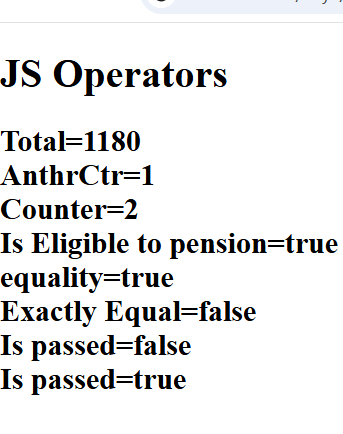 JS Operators
Total=1180
AnthrCtr=1
Counter=2
Is Eligible to pension=true
equality=true
Exactly Equal=false
Is passed=false
Is passed=true